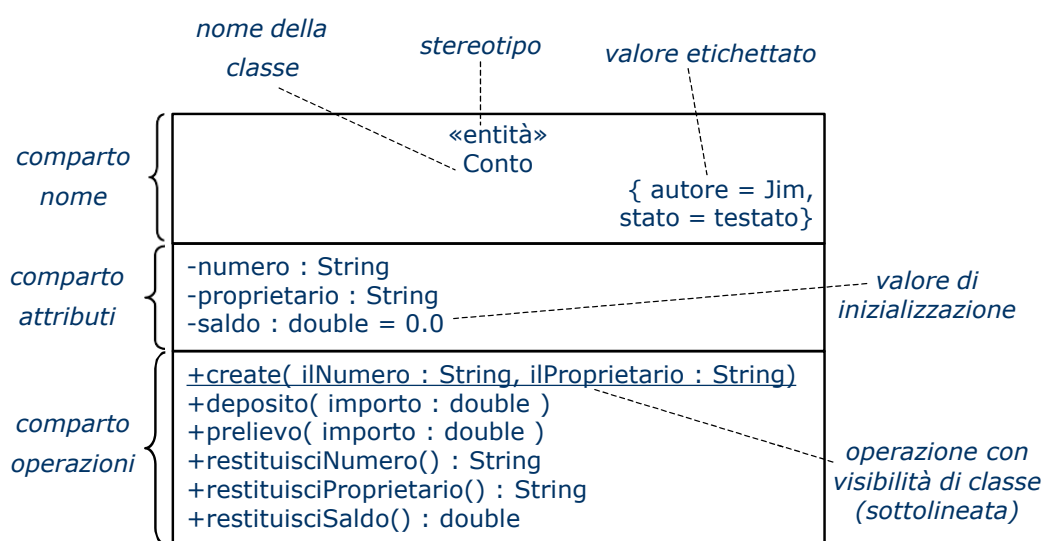 nome della
classe
stereotipo
valore etichettato
comparto
nome
«entità»
Conto
{ autore = Jim,
stato = testato}
comparto
attributi
-numero : String
-proprietario : String
-saldo : double = 0.0
valore di
inizializzazione
comparto
operazioni
+create( ilNumero : String, ilProprietario : String)
+deposito( importo : double )
+prelievo( importo : double )
+restituisciNumero() : String
+restituisciProprietario() : String
+restituisciSaldo() : double
operazione con
visibilità di classe
(sottolineata)